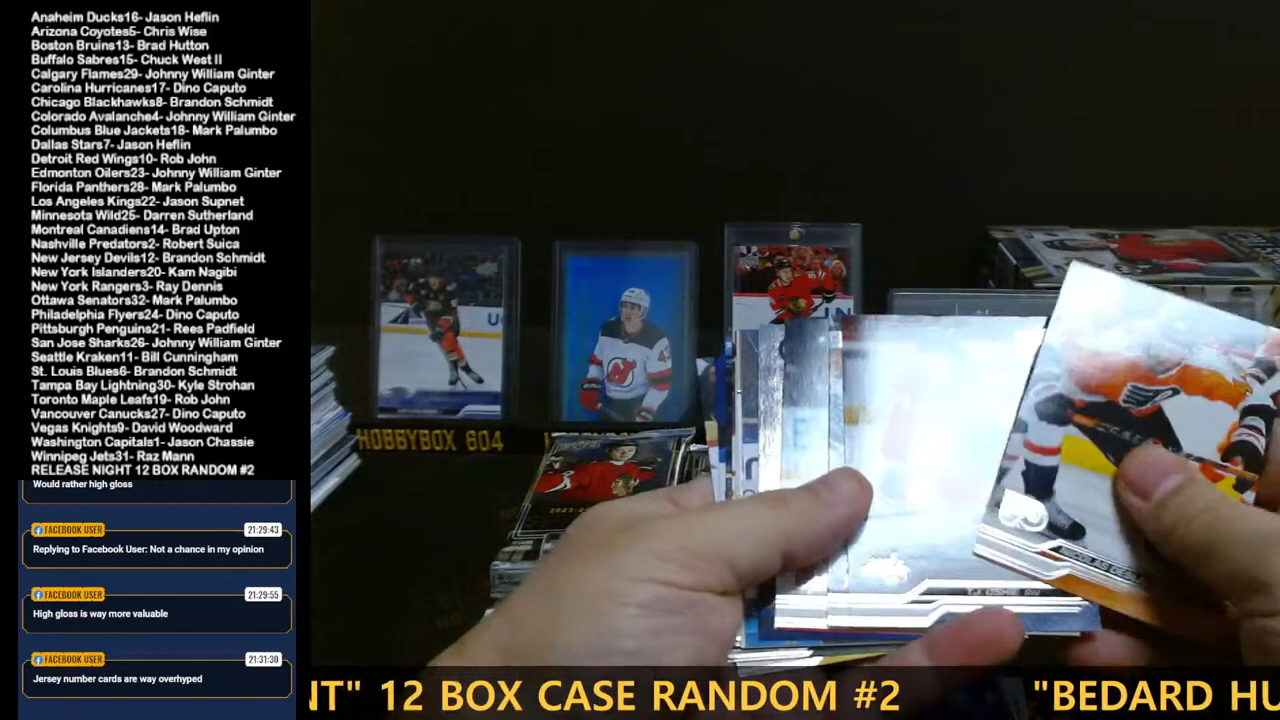 Anaheim Ducks16- Jason Heflin
Arizona Coyotes5- Chris Wise
Boston Bruins13- Brad Hutton
Buffalo Sabres15- Chuck West II
Calgary Flames29- Johnny William Ginter
Carolina Hurricanes17- Dino Caputo
Chicago Blackhawks8- Brandon Schmidt
Colorado Avalanche4- Johnny William Ginter
Columbus Blue Jackets18- Mark Palumbo
Dallas Stars7- Jason Heflin
Detroit Red Wings10- Rob John
Edmonton Oilers23- Johnny William Ginter
Florida Panthers28- Mark Palumbo
Los Angeles Kings22- Jason Supnet
Minnesota Wild25- Darren Sutherland
Montreal Canadiens14- Brad Upton
Nashville Predators2- Robert Suica
New Jersey Devils12- Brandon Schmidt
New York Islanders20- Kam Nagibi
New York Rangers3- Ray Dennis
Ottawa Senators32- Mark Palumbo
Philadelphia Flyers24- Dino Caputo
Pittsburgh Penguins21- Rees Padfield
San Jose Sharks26- Johnny William Ginter
Seattle Kraken11- Bill Cunningham
St. Louis Blues6- Brandon Schmidt
Tampa Bay Lightning30- Kyle Strohan
Toronto Maple Leafs19- Rob John
Vancouver Canucks27- Dino Caputo
Vegas Knights9- David Woodward
Washington Capitals1- Jason Chassie
Winnipeg Jets31- Raz Mann
RELEASE NIGHT 12 BOX RANDOM #2
Would rather high gloss
FACEBOOK USER 21:29:43
Replying to Facebook User: Not a chance in my opinion
FACEBOOK USER 21:29:55
High gloss is way more valuable
FACEBOOK USER 21:31:30
Jersey number cards are way overhyped
HOBBYBOX 604
NT" 12 BOX CASE RANDOM #2 "BEDARD HU